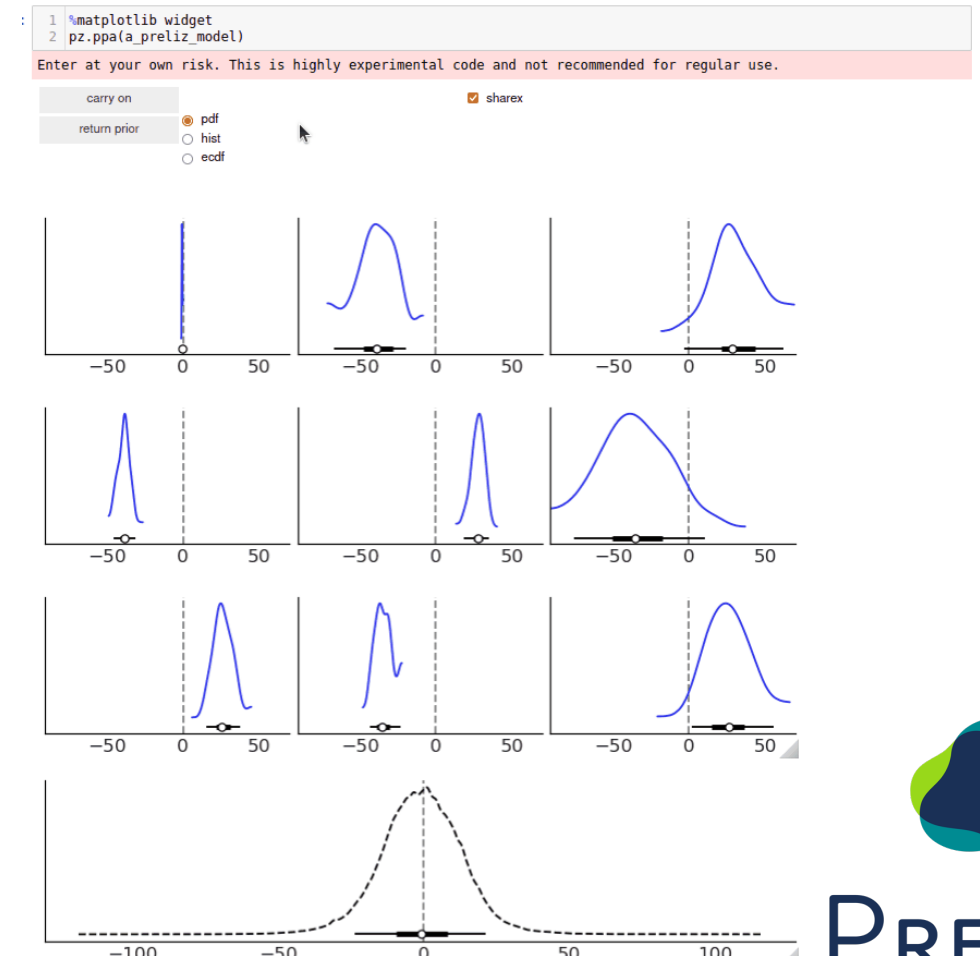 :
1 %matplotlib widget
2 pz.ppa(a_preliz_model)
Enter at your own risk. This is highly experimental code and not recommended for regular use.
carry on
return prior
pdf
hist
ecdf
sharex
−50 0 50 −50 0 50 −50 0 50
−50 0 50 −50 0 50 −50 0 50
−50 0 50 −50 0 50 −50 0 50
−100 −50 0 50 100
PRE